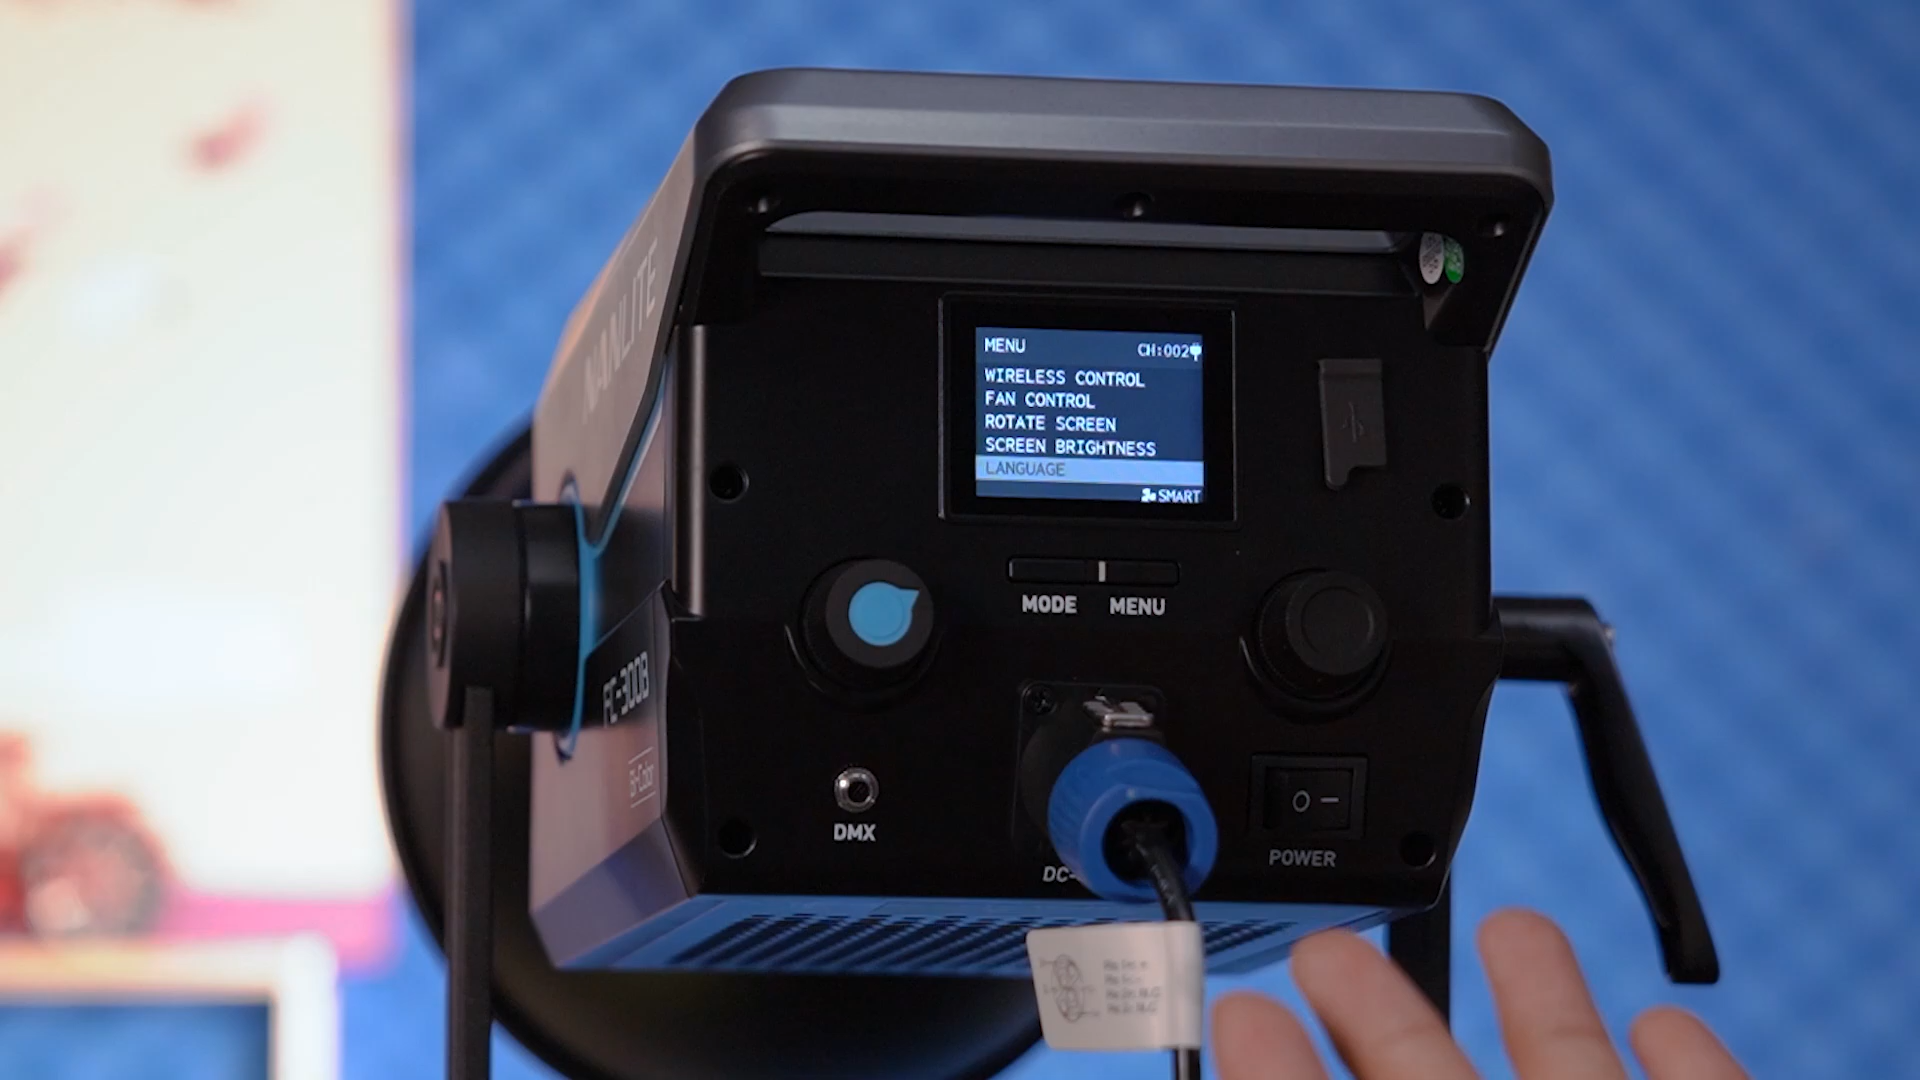 NANLITE
MENU CH:002
WIRELESS CONTROL
FAN CONTROL
ROTATE SCREEN
SCREEN BRIGHTNESS
LANGUAGE
SMART
MODE MENU
FC-300B
Bi-Color
DMX
DC-
POWER